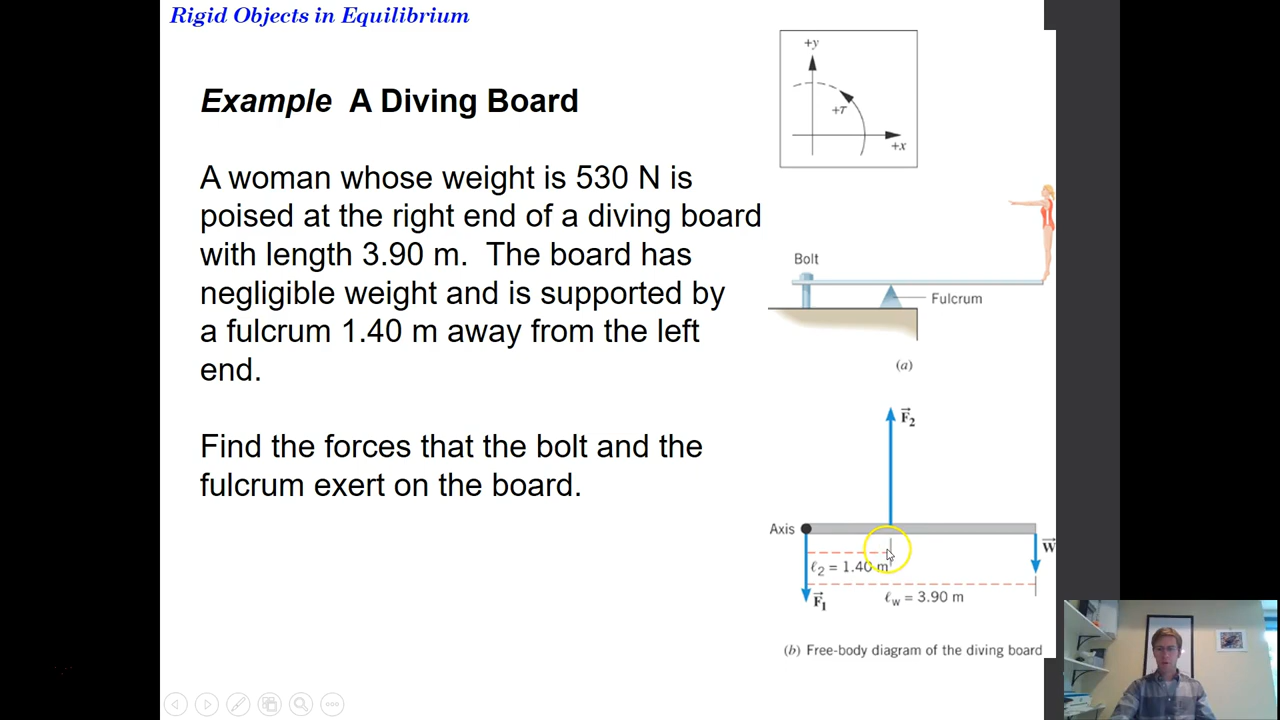 Rigid Objects in Equilibrium
Example A Diving Board
A woman whose weight is 530 N is
poised at the right end of a diving board
with length 3.90 m. The board has
negligible weight and is supported by
a fulcrum 1.40 m away from the left
end.
Find the forces that the bolt and the
fulcrum exert on the board.
+y
+τ
+x
Bolt
Fulcrum
(a)
F⃗₂
Axis
W⃗
ℓ₂ = 1.40 m
F⃗₁
ℓw = 3.90 m
(b) Free-body diagram of the diving board